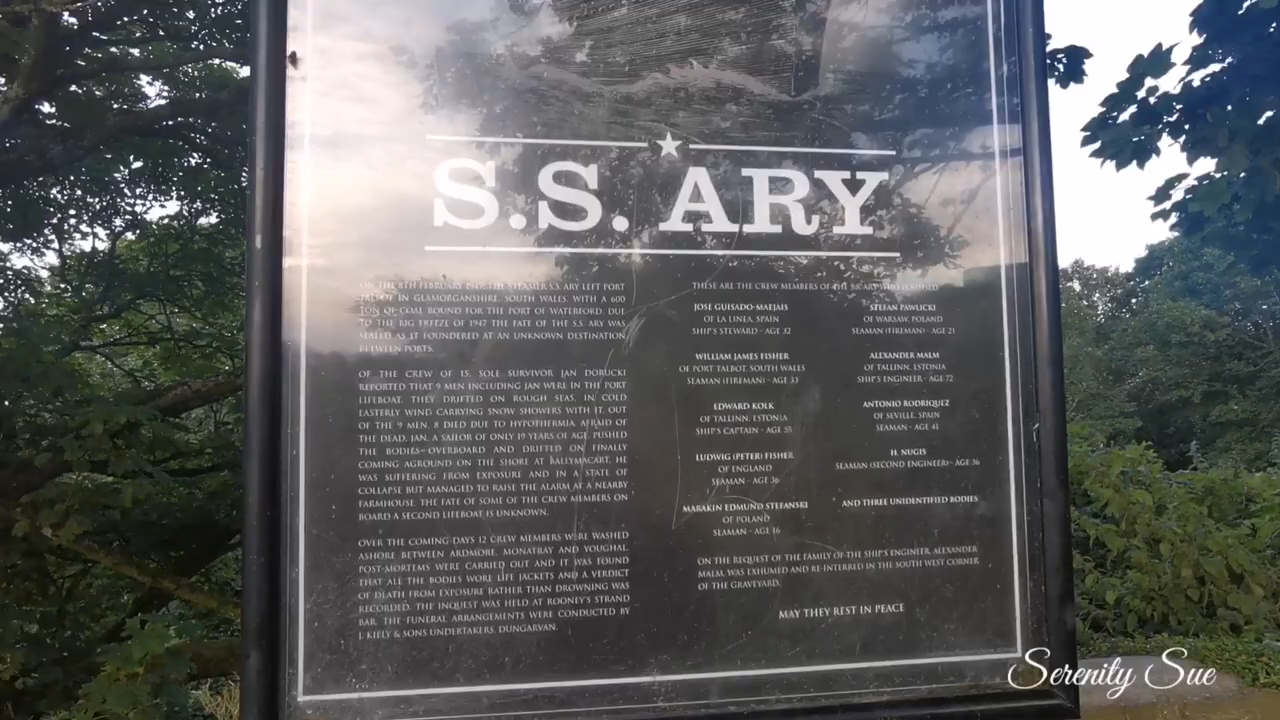 S.S. ARY
ON THE 8TH FEBRUARY 1947 THE STEAMER S.S. ARY LEFT PORT
TALBOT IN GLAMORGANSHIRE, SOUTH WALES, WITH A 600
TON OF COAL BOUND FOR THE PORT OF WATERFORD. DUE
TO THE BIG FREEZE OF 1947 THE FATE OF THE S.S. ARY WAS
SEALED AS IT FOUNDERED AT AN UNKNOWN DESTINATION
BETWEEN PORTS.
OF THE CREW OF 15, SOLE SURVIVOR JAN DORUCKI
REPORTED THAT 9 MEN INCLUDING JAN WERE IN THE PORT
LIFEBOAT. THEY DRIFTED ON ROUGH SEAS, IN COLD
EASTERLY WIND CARRYING SNOW SHOWERS WITH IT. OUT
OF THE 9 MEN, 8 DIED DUE TO HYPOTHERMIA. AFRAID OF
THE DEAD, JAN, A SAILOR OF ONLY 19 YEARS OF AGE, PUSHED
THE BODIES OVERBOARD AND DRIFTED ON FINALLY
COMING AGROUND ON THE SHORE AT BALLYMACART. HE
WAS SUFFERING FROM EXPOSURE AND IN A STATE OF
COLLAPSE BUT MANAGED TO RAISE THE ALARM AT A NEARBY
FARMHOUSE. THE FATE OF SOME OF THE CREW MEMBERS ON
BOARD A SECOND LIFEBOAT IS UNKNOWN.
OVER THE COMING DAYS 12 CREW MEMBERS WERE WASHED
ASHORE BETWEEN ARDMORE, MONATRAY AND YOUGHAL.
POST-MORTEMS WERE CARRIED OUT AND IT WAS FOUND
THAT ALL THE BODIES WORE LIFE JACKETS AND A VERDICT
OF DEATH FROM EXPOSURE RATHER THAN DROWNING WAS
RECORDED. THE INQUEST WAS HELD AT ROONEY'S STRAND
BAR. THE FUNERAL ARRANGEMENTS WERE CONDUCTED BY
J. KIELY & SONS UNDERTAKERS, DUNGARVAN.
THESE ARE THE CREW MEMBERS OF THE S.S. ARY WHO PERISHED
JOSE GUISADO-MAEJAIS
OF LA LINEA, SPAIN
SHIP'S STEWARD - AGE 32
WILLIAM JAMES FISHER
OF PORT TALBOT, SOUTH WALES
SEAMAN (FIREMAN) - AGE 33
EDWARD KOLK
OF TALLINN, ESTONIA
SHIP'S CAPTAIN - AGE 55
LUDWIG (PETER) FISHER
OF ENGLAND
SEAMAN - AGE 36
MARAKIN EDMUND STEFANSKI
OF POLAND
SEAMAN - AGE 16
STEFAN PAWLICKI
OF WARSAW, POLAND
SEAMAN (FIREMAN) - AGE 21
ALEXANDER MALM
OF TALLINN, ESTONIA
SHIP'S ENGINEER - AGE 72
ANTONIO RODRIQUEZ
OF SEVILLE, SPAIN
SEAMAN - AGE 41
H. NUGIS
SEAMAN (SECOND ENGINEER) - AGE 36
AND THREE UNIDENTIFIED BODIES
ON THE REQUEST OF THE FAMILY OF THE SHIP'S ENGINEER, ALEXANDER
MALM, WAS EXHUMED AND RE-INTERRED IN THE SOUTH WEST CORNER
OF THE GRAVEYARD.
MAY THEY REST IN PEACE
Serenity Sue